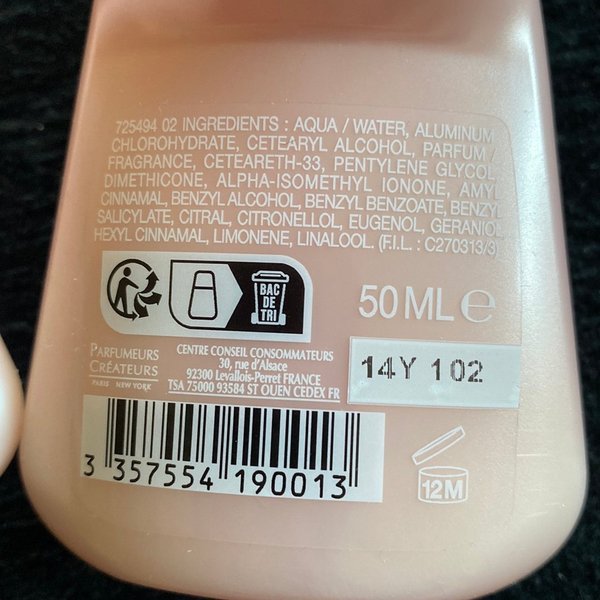 725494 02 INGREDIENTS : AQUA / WATER, ALUMINUM
CHLOROHYDRATE, CETEARYL ALCOHOL, PARFUM /
FRAGRANCE, CETEARETH-33, PENTYLENE GLYCOL
DIMETHICONE, ALPHA-ISOMETHYL IONONE, AMYL
CINNAMAL, BENZYL ALCOHOL, BENZYL BENZOATE, BENZYL
SALICYLATE, CITRAL, CITRONELLOL, EUGENOL, GERANIOL
HEXYL CINNAMAL, LIMONENE, LINALOOL. (F.I.L. : C270313/3)
BAC
DE
TRI
50 ML e
PARFUMEURS
CRÉATEURS
PARIS NEW YORK
CENTRE CONSEIL CONSOMMATEURS
30, rue d'Alsace
92300 Levallois-Perret FRANCE
TSA 75000 93584 ST OUEN CEDEX FR
14Y 102
3 357554 190013
12M